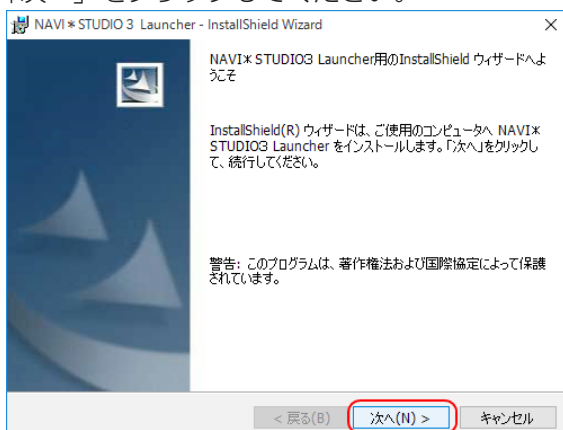 」をクリックしてください。
NAVI*STUDIO 3 Launcher - InstallShield Wizard
NAVI*STUDIO3 Launcher用のInstallShield ウィザードへよ
うこそ
InstallShield(R) ウィザードは、ご使用のコンピュータへ NAVI*
STUDIO3 Launcher をインストールします。「次へ」をクリックし
て、続行してください。
警告: このプログラムは、著作権法および国際協定によって保護
されています。
< 戻る(B)
次へ(N) >
キャンセル